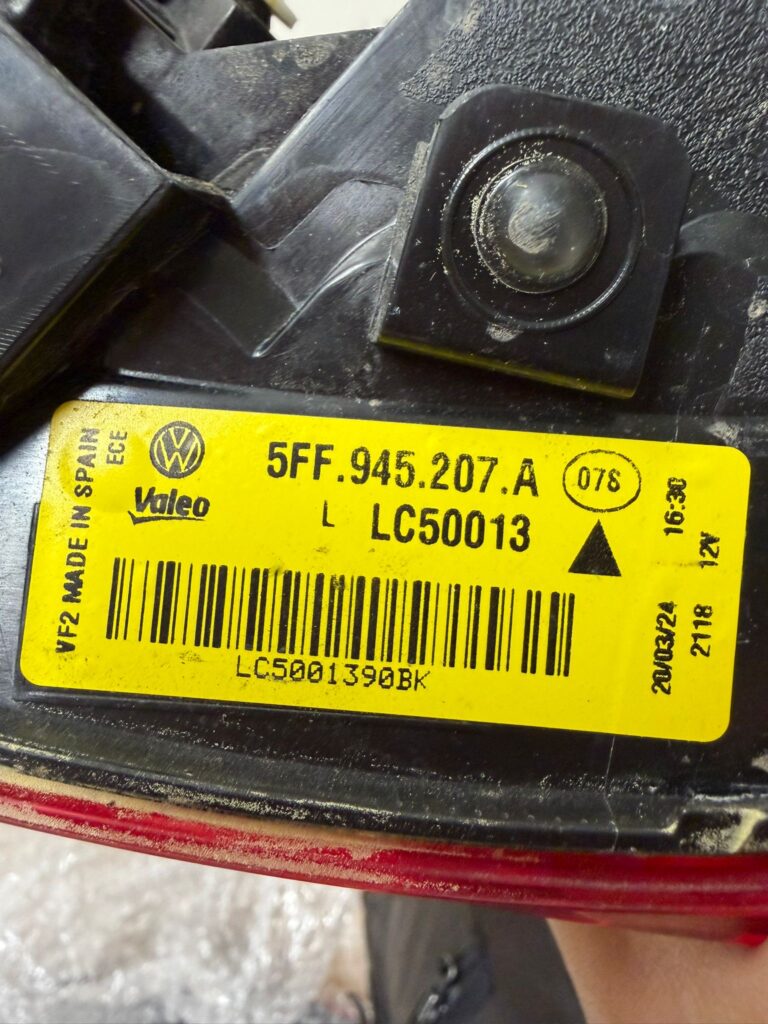 VF2 MADE IN SPAIN
ECE
VW
Valeo
5FF.945.207.A
078
L LC50013
LC5001390BK
20/03/24 16:30
2118 12V